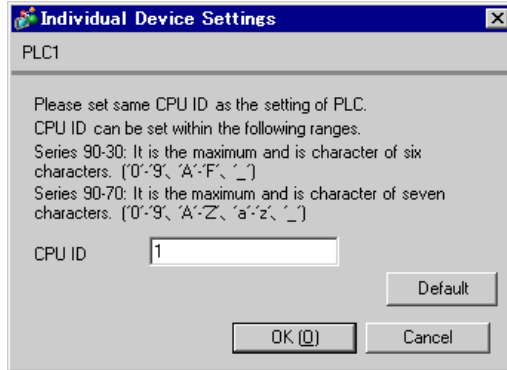 Individual Device Settings
PLC1
Please set same CPU ID as the setting of PLC.
CPU ID can be set within the following ranges.
Series 90-30: It is the maximum and is character of six
characters. (´0´-´9´、´A´-´F´、´_´)
Series 90-70: It is the maximum and is character of seven
characters. (´0´-´9´、´A´-´Z´、´a´-´z´、´_´)
CPU ID 1
Default
OK (O) Cancel